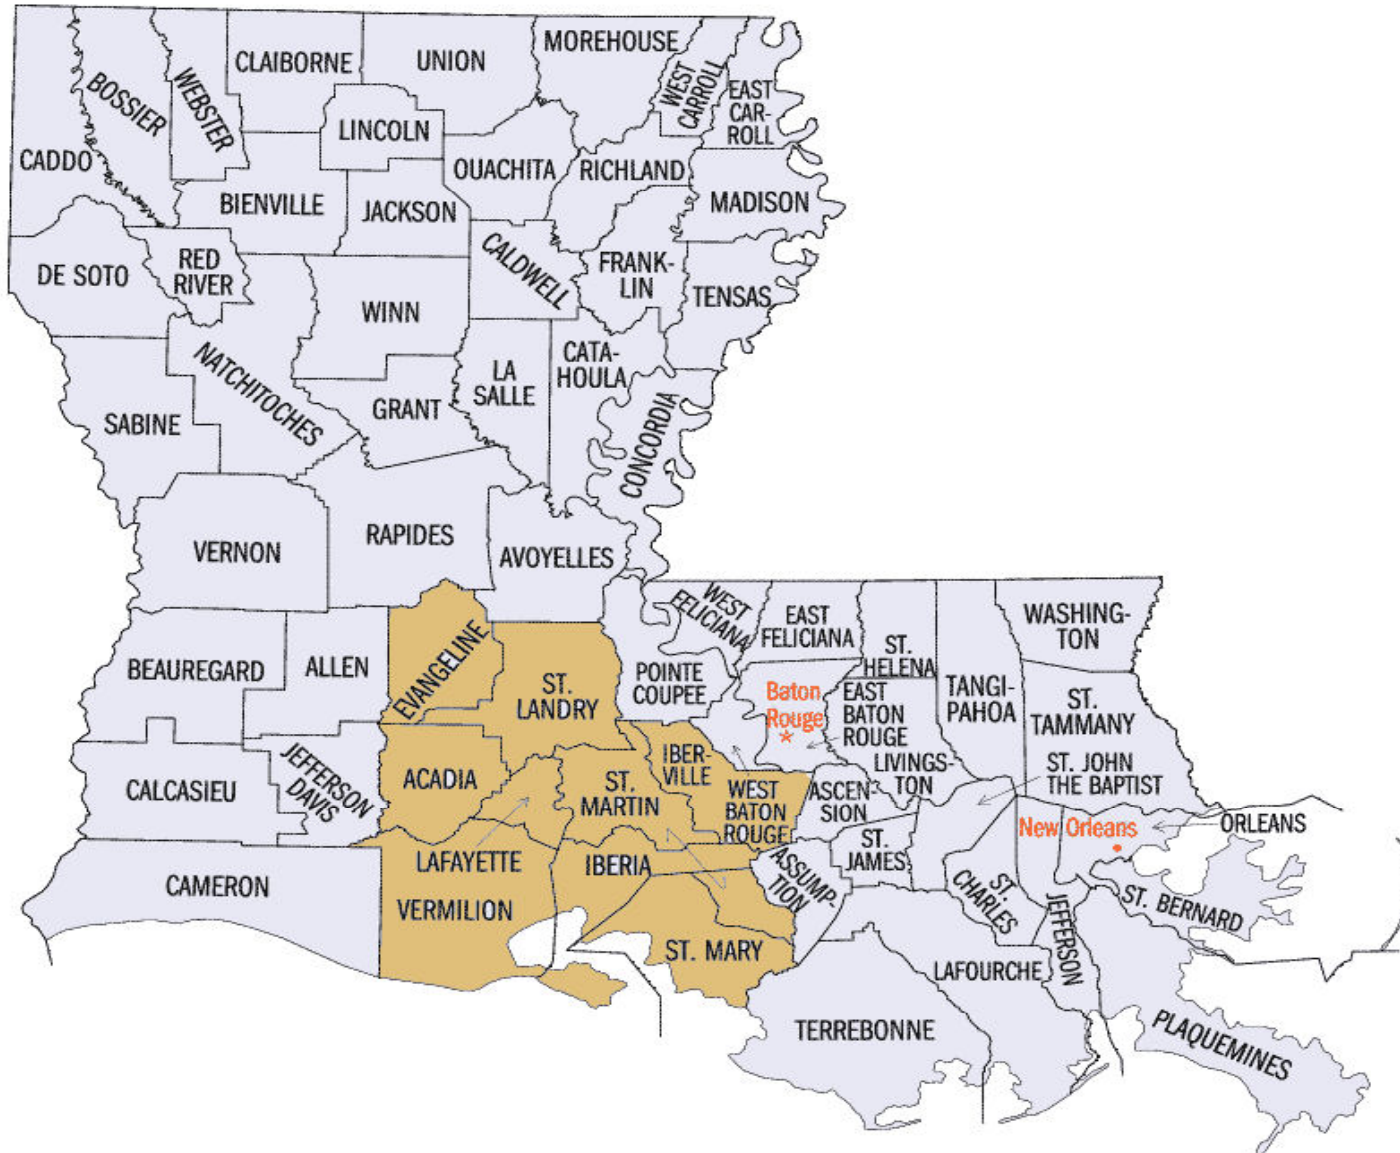 CADDO
BOSSIER
WEBSTER
CLAIBORNE
UNION
MOREHOUSE
WEST
CARROLL
EAST
CAR-
ROLL
LINCOLN
OUACHITA
RICHLAND
MADISON
BIENVILLE
JACKSON
DE SOTO
RED
RIVER
WINN
CALDWELL
FRANK-
LIN
TENSAS
NATCHITOCHES
SABINE
GRANT
LA
SALLE
CATA-
HOULA
CONCORDIA
VERNON
RAPIDES
AVOYELLES
BEAUREGARD
ALLEN
EVANGELINE
ST.
LANDRY
POINTE
COUPEE
WEST
FELICIANA
EAST
FELICIANA
ST.
HELENA
TANGI-
PAHOA
WASHING-
TON
ST.
TAMMANY
Baton
Rouge
EAST
BATON
ROUGE
LIVINGS-
TON
ST. JOHN
THE BAPTIST
CALCASIEU
JEFFERSON
DAVIS
ACADIA
ST.
MARTIN
IBER-
VILLE
WEST
BATON
ROUGE
ASCEN-
SION
New Orleans
ORLEANS
CAMERON
LAFAYETTE
VERMILION
IBERIA
ASSUMP-
TION
ST.
JAMES
ST.
CHARLES
JEFFERSON
ST. BERNARD
ST. MARY
LAFOURCHE
TERREBONNE
PLAQUEMINES